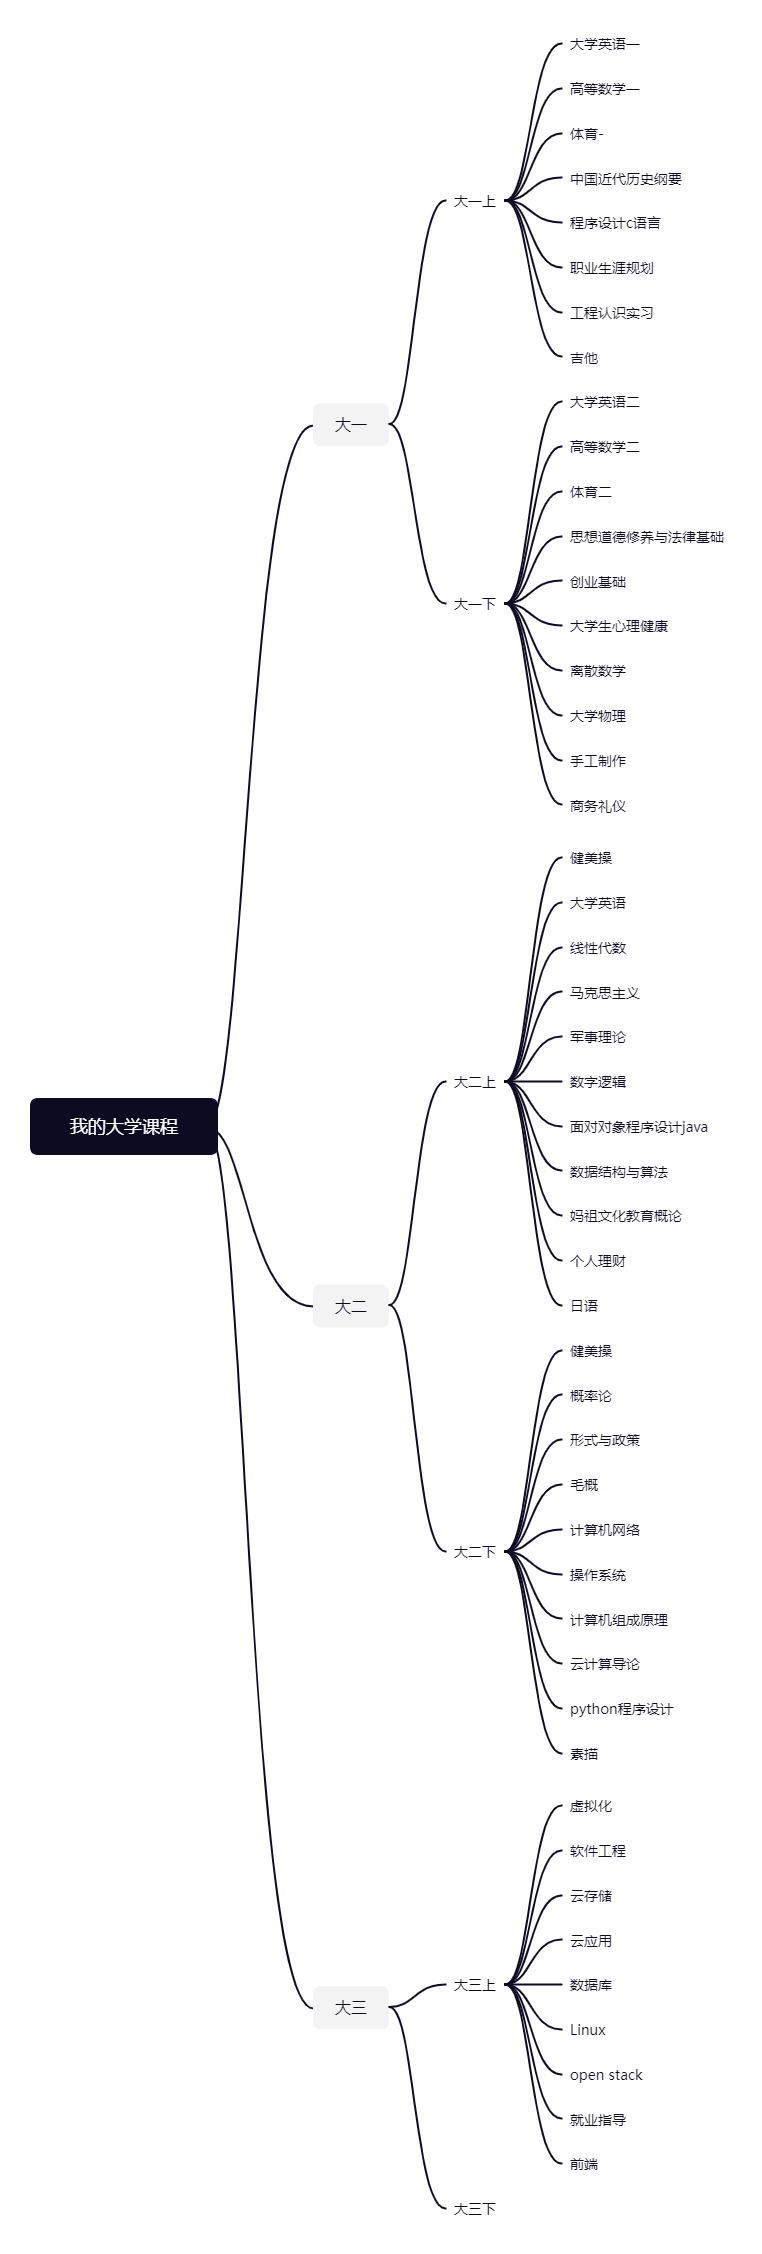 我的大学课程
大一
大一上
大学英语一
高等数学一
体育-
中国近代历史纲要
程序设计c语言
职业生涯规划
工程认识实习
吉他
大一下
大学英语二
高等数学二
体育二
思想道德修养与法律基础
创业基础
大学生心理健康
离散数学
大学物理
手工制作
商务礼仪
大二
大二上
健美操
大学英语
线性代数
马克思主义
军事理论
数字逻辑
面对对象程序设计java
数据结构与算法
妈祖文化教育概论
个人理财
日语
大二下
健美操
概率论
形式与政策
毛概
计算机网络
操作系统
计算机组成原理
云计算导论
python程序设计
素描
大三
大三上
虚拟化
软件工程
云存储
云应用
数据库
Linux
open stack
就业指导
前端
大三下